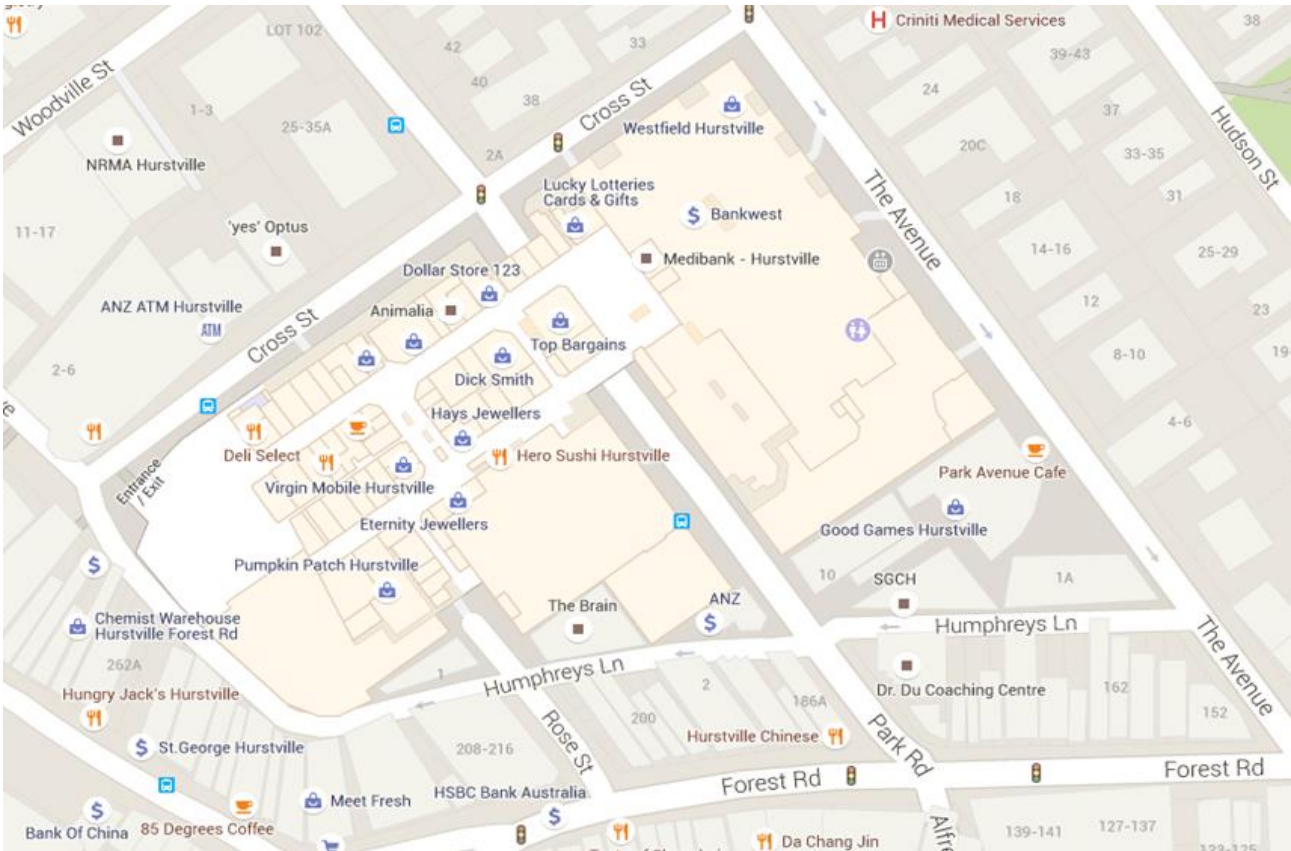 Woodville St
LOT 102
42
33
40
38
Cross St
Criniti Medical Services
38
39-43
24
37
Hudson St
1-3
25-35A
2A
Westfield Hurstville
20C
33-35
NRMA Hurstville
Lucky Lotteries
Cards & Gifts
Bankwest
The Avenue
18
31
11-17
'yes' Optus
Medibank - Hurstville
14-16
25-29
Dollar Store 123
ANZ ATM Hurstville
ATM
Animalia
12
23
Cross St
Top Bargains
8-10
19-
2-6
Dick Smith
Hays Jewellers
4-6
Deli Select
Hero Sushi Hurstville
Park Avenue Cafe
Entrance
/ Exit
Virgin Mobile Hurstville
Eternity Jewellers
Good Games Hurstville
Pumpkin Patch Hurstville
10
SGCH
1A
The Brain
ANZ
Chemist Warehouse
Hurstville Forest Rd
Humphreys Ln
The Avenue
262A
1
Humphreys Ln
2
Dr. Du Coaching Centre
162
Hungry Jack's Hurstville
186A
152
200
Rose St
Hurstville Chinese
Park Rd
St.George Hurstville
208-216
Forest Rd
Forest Rd
Meet Fresh
HSBC Bank Australia
Bank Of China
85 Degrees Coffee
Da Chang Jin
Alfre
139-141
127-137
123-125